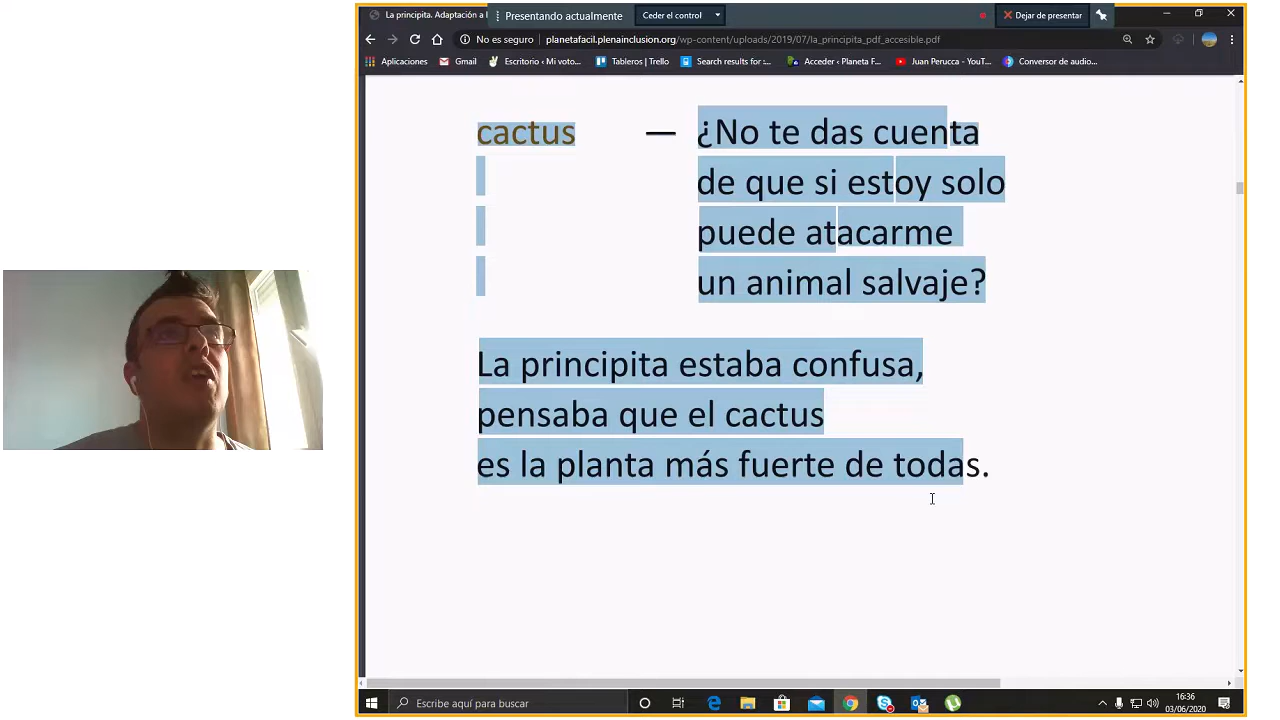 La principita. Adaptación a l
Presentando actualmente
Ceder el control
Dejar de presentar
No es seguro
planetafacil.plenainclusion.org/wp-content/uploads/2019/07/la_principita_pdf_accesible.pdf
Aplicaciones
Gmail
Escritorio ‹ Mi voto...
Tableros | Trello
Search results for :...
Acceder ‹ Planeta F...
Juan Perucca - YouT...
Conversor de audio...
cactus — ¿No te das cuenta
de que si estoy solo
puede atacarme
un animal salvaje?
La principita estaba confusa,
pensaba que el cactus
es la planta más fuerte de todas.
Escribe aquí para buscar
16:36
03/06/2020